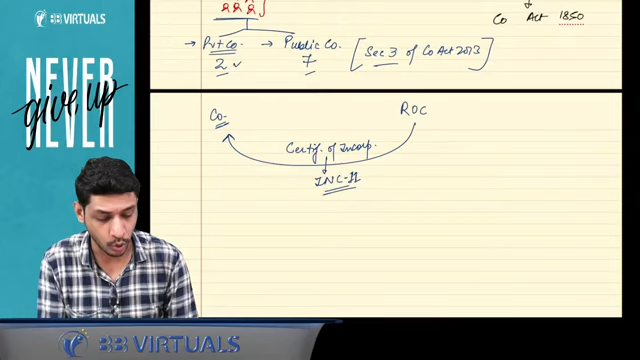 BB VIRTUALS
Co Act 1850
→ Pvt Co. → Public Co. [Sec 3 of Co Act 2013]
2 7
NEVER
give up
NEVER
Co- ROC
Certif. of Incorp.
INC-11
BB VIRTUALS